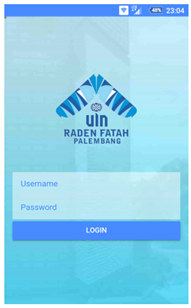 48% 23:04
uin
RADEN FATAH
PALEMBANG
Username
Password
LOGIN